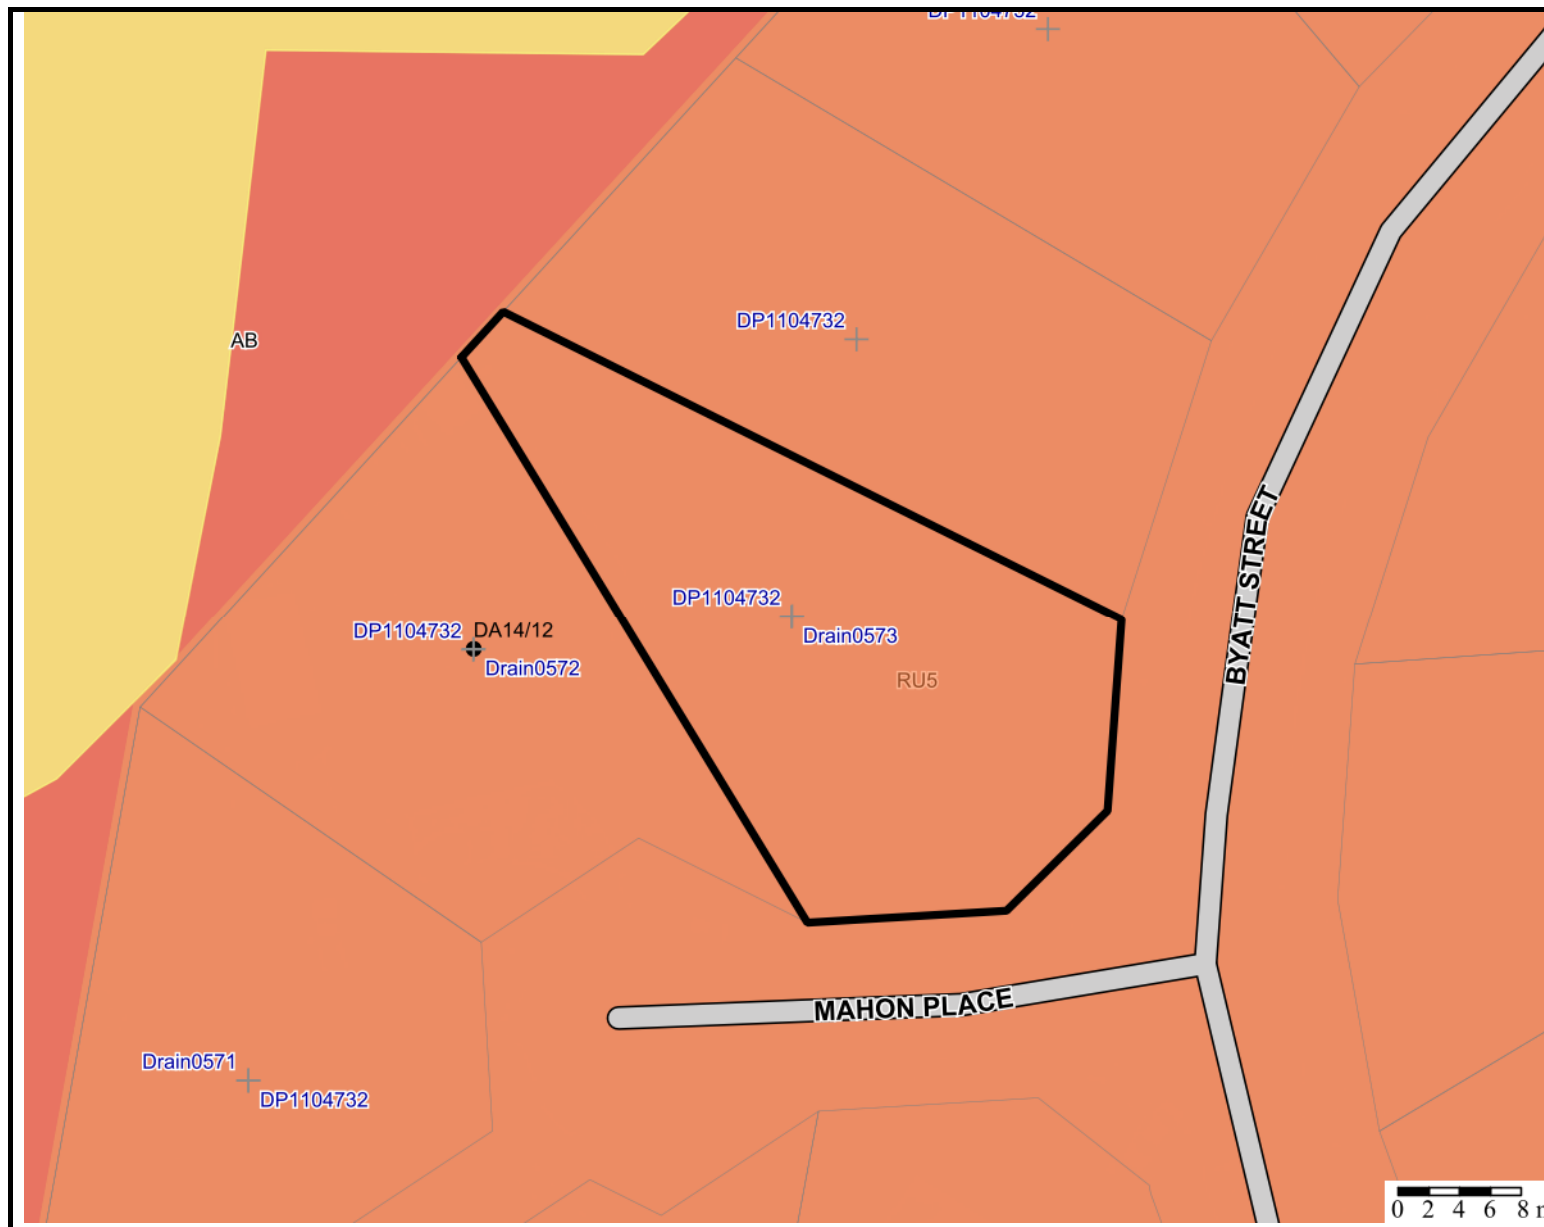 DP1104732
DP1104732
AB
BYATT STREET
DP1104732
Drain0573
DP1104732
DA14/12
Drain0572
RU5
MAHON PLACE
Drain0571
DP1104732
0 2 4 6 8